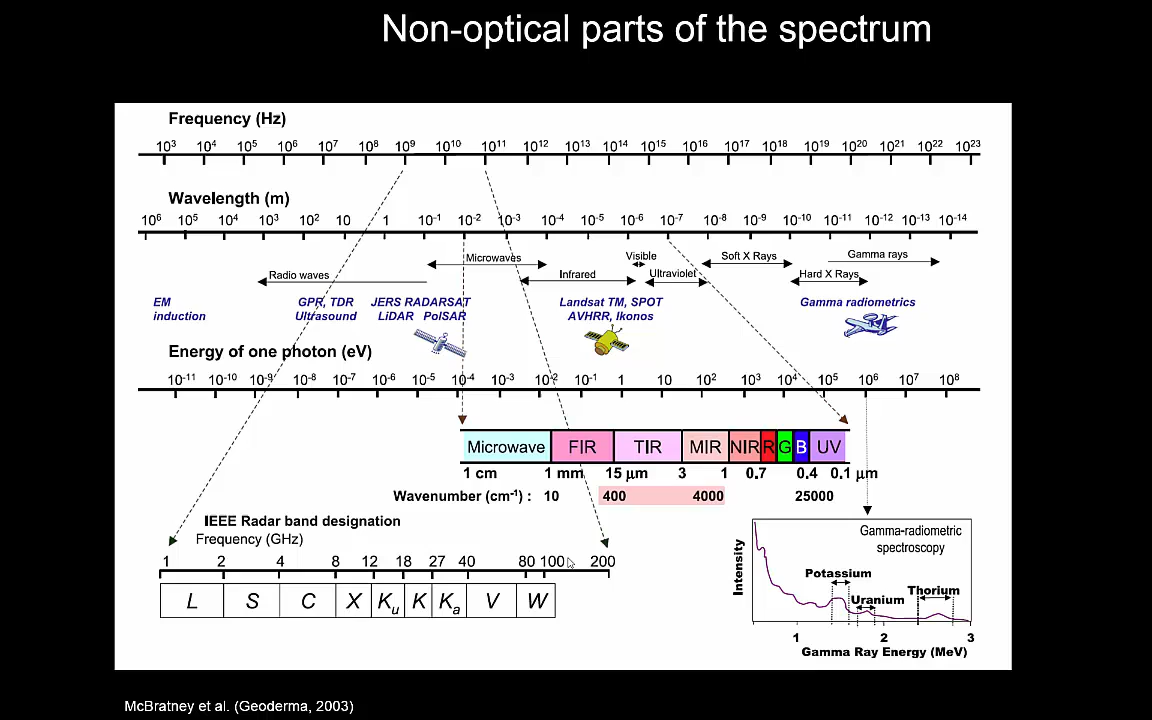 Non-optical parts of the spectrum
Frequency (Hz)
10³ 10⁴ 10⁵ 10⁶ 10⁷ 10⁸ 10⁹ 10¹⁰ 10¹¹ 10¹² 10¹³ 10¹⁴ 10¹⁵ 10¹⁶ 10¹⁷ 10¹⁸ 10¹⁹ 10²⁰ 10²¹ 10²² 10²³
Wavelength (m)
10⁶ 10⁵ 10⁴ 10³ 10² 10 1 10⁻¹ 10⁻² 10⁻³ 10⁻⁴ 10⁻⁵ 10⁻⁶ 10⁻⁷ 10⁻⁸ 10⁻⁹ 10⁻¹⁰ 10⁻¹¹ 10⁻¹² 10⁻¹³ 10⁻¹⁴
Microwaves Visible Soft X Rays Gamma rays
Radio waves Infrared Ultraviolet Hard X Rays
EM GPR, TDR JERS RADARSAT Landsat TM, SPOT Gamma radiometrics
induction Ultrasound LiDAR PolSAR AVHRR, Ikonos
Energy of one photon (eV)
10⁻¹¹ 10⁻¹⁰ 10⁻⁹ 10⁻⁸ 10⁻⁷ 10⁻⁶ 10⁻⁵ 10⁻⁴ 10⁻³ 10⁻² 10⁻¹ 1 10 10² 10³ 10⁴ 10⁵ 10⁶ 10⁷ 10⁸
Microwave FIR TIR MIR NIR R G B UV
1 cm 1 mm 15 µm 3 1 0.7 0.4 0.1 µm
Wavenumber (cm⁻¹) : 10 400 4000 25000
IEEE Radar band designation
Frequency (GHz)
1 2 4 8 12 18 27 40 80 100 200
L S C X Kᵤ K Kₐ V W
Gamma-radiometric
spectroscopy
Intensity
Potassium
Uranium
Thorium
1 2 3
Gamma Ray Energy (MeV)
McBratney et al. (Geoderma, 2003)